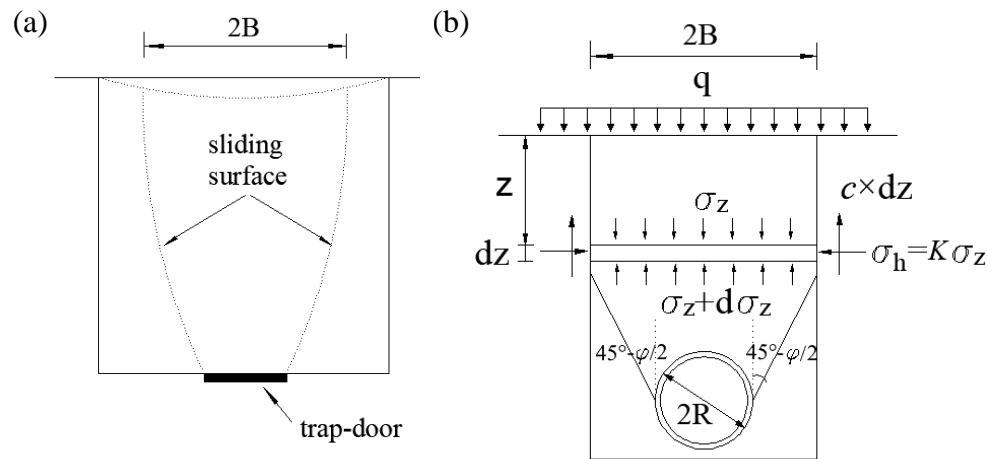 (a)
2B
sliding
surface
trap-door
(b)
2B
q
z
c×dz
σz
dz
σh=Kσz
σz+dσz
45°-φ/2
45°-φ/2
2R